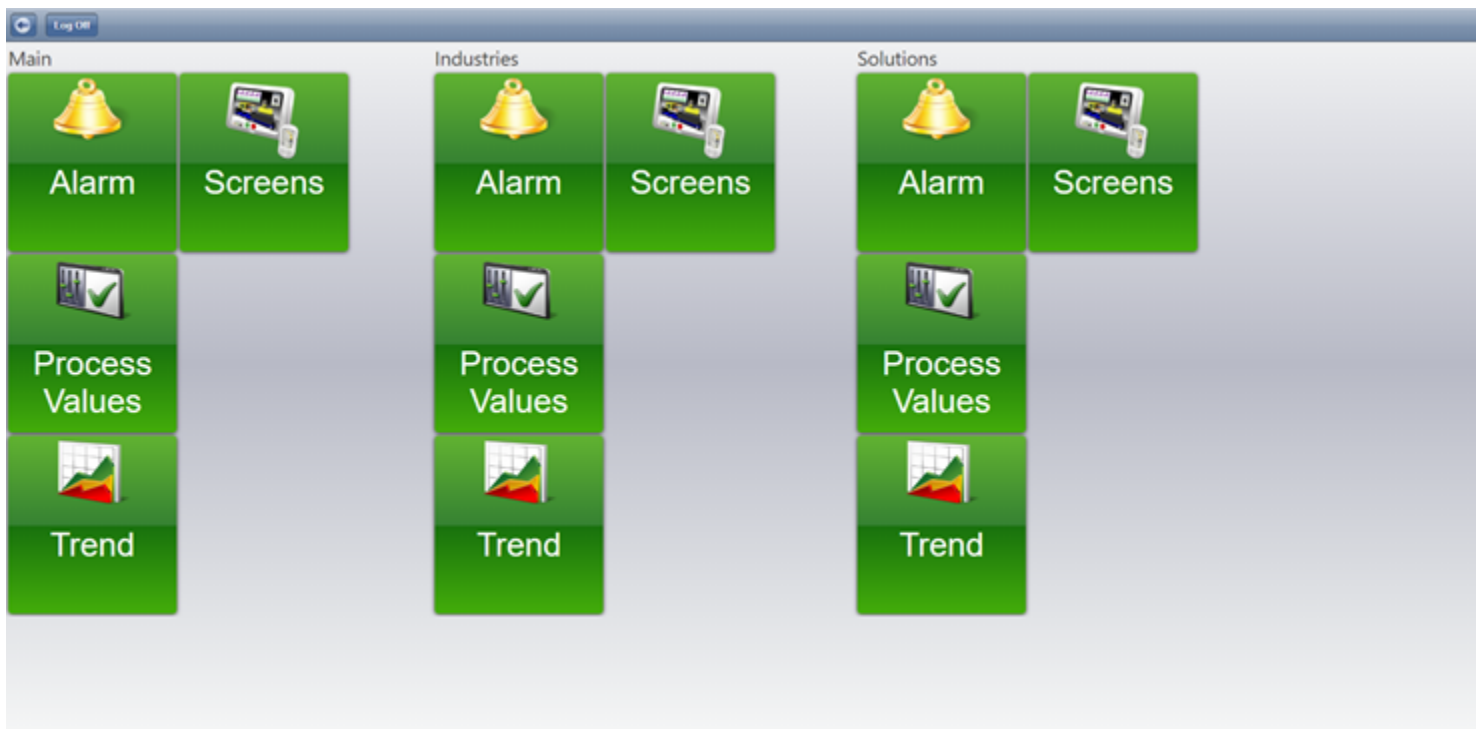 Log Off
Main
Industries
Solutions
Alarm
Screens
Alarm
Screens
Alarm
Screens
Process
Values
Process
Values
Process
Values
Trend
Trend
Trend